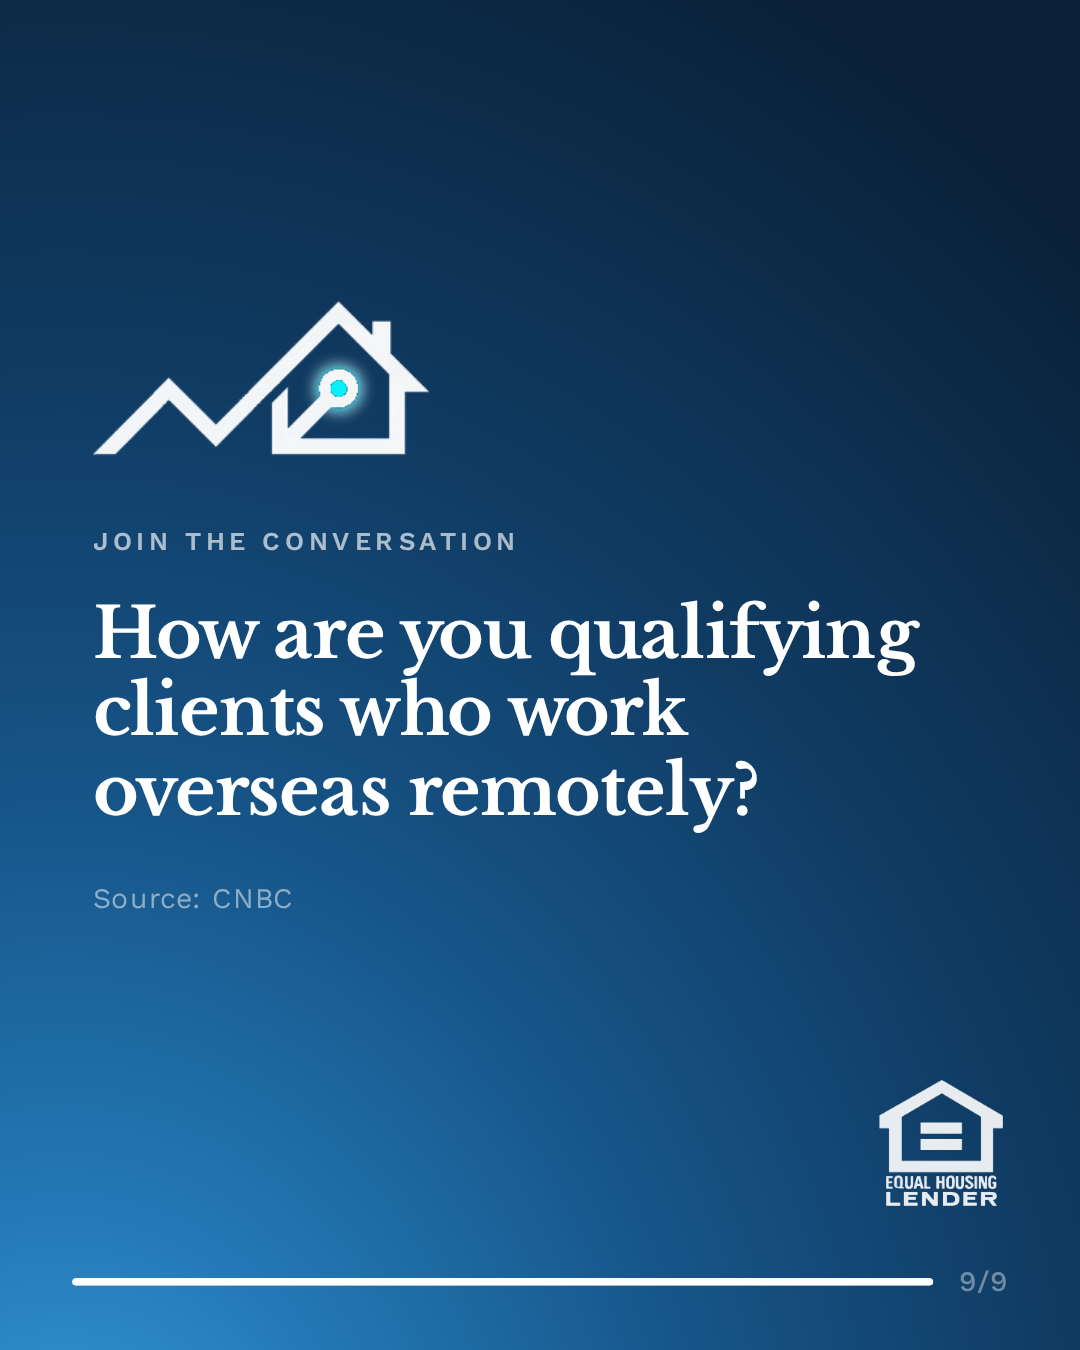 JOIN THE CONVERSATION
How are you qualifying
clients who work
overseas remotely?
Source: CNBC
EQUAL HOUSING
LENDER
9/9